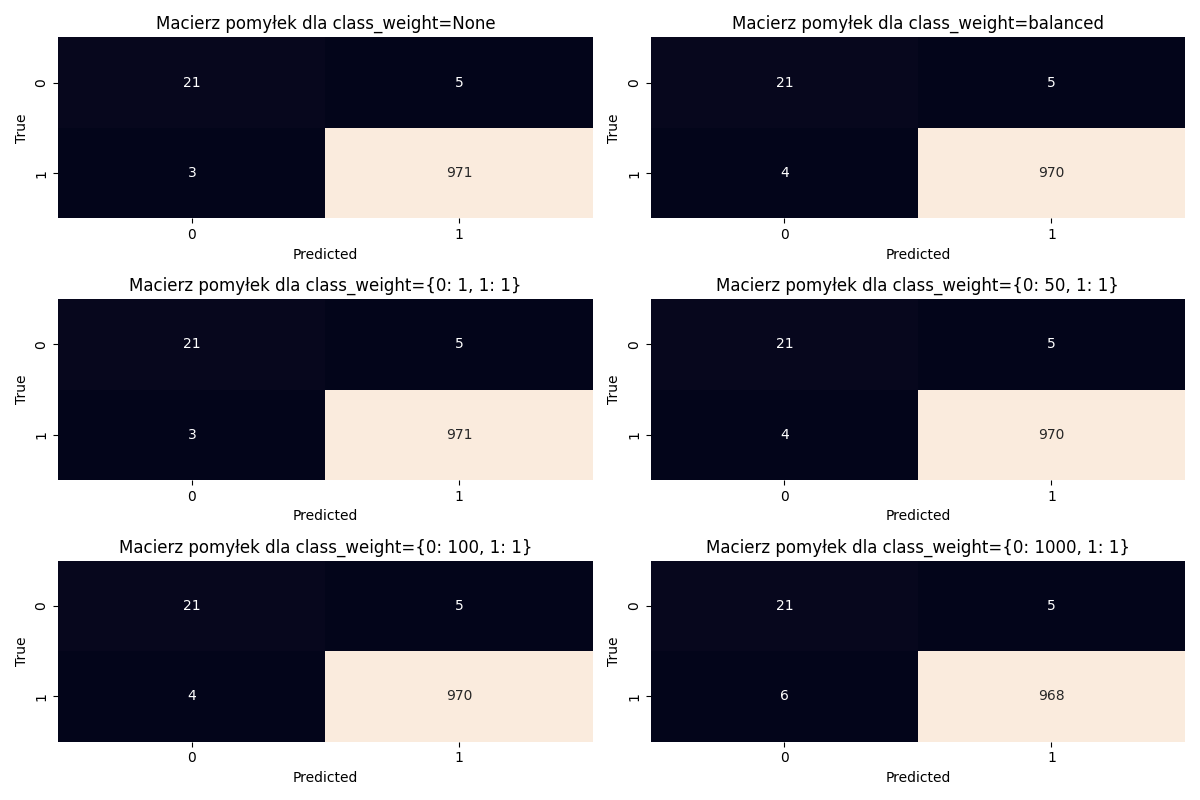 Macierz pomyłek dla class_weight=None
0
21
5
True
1
3
971
0
1
Predicted
Macierz pomyłek dla class_weight=balanced
0
21
5
True
1
4
970
0
1
Predicted
Macierz pomyłek dla class_weight={0: 1, 1: 1}
0
21
5
True
1
3
971
0
1
Predicted
Macierz pomyłek dla class_weight={0: 50, 1: 1}
0
21
5
True
1
4
970
0
1
Predicted
Macierz pomyłek dla class_weight={0: 100, 1: 1}
0
21
5
True
1
4
970
0
1
Predicted
Macierz pomyłek dla class_weight={0: 1000, 1: 1}
0
21
5
True
1
6
968
0
1
Predicted